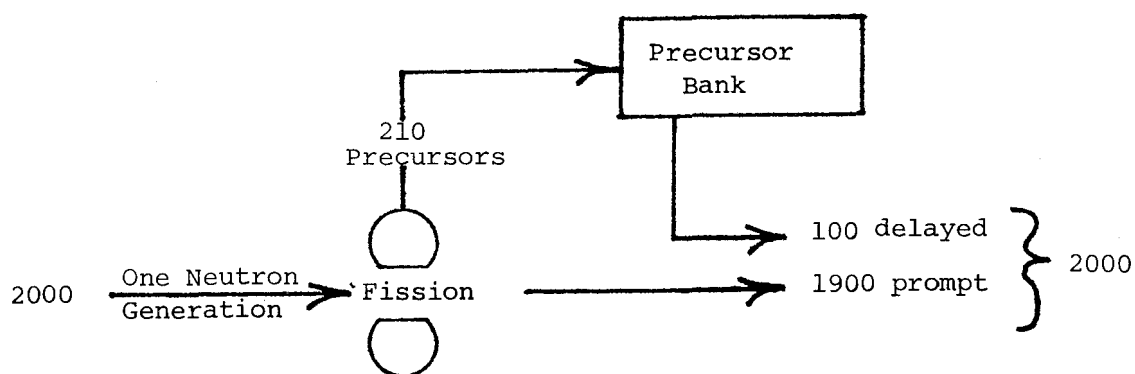 Precursor
Bank
210
Precursors
100 delayed
2000
One Neutron
Fission
1900 prompt
2000
Generation